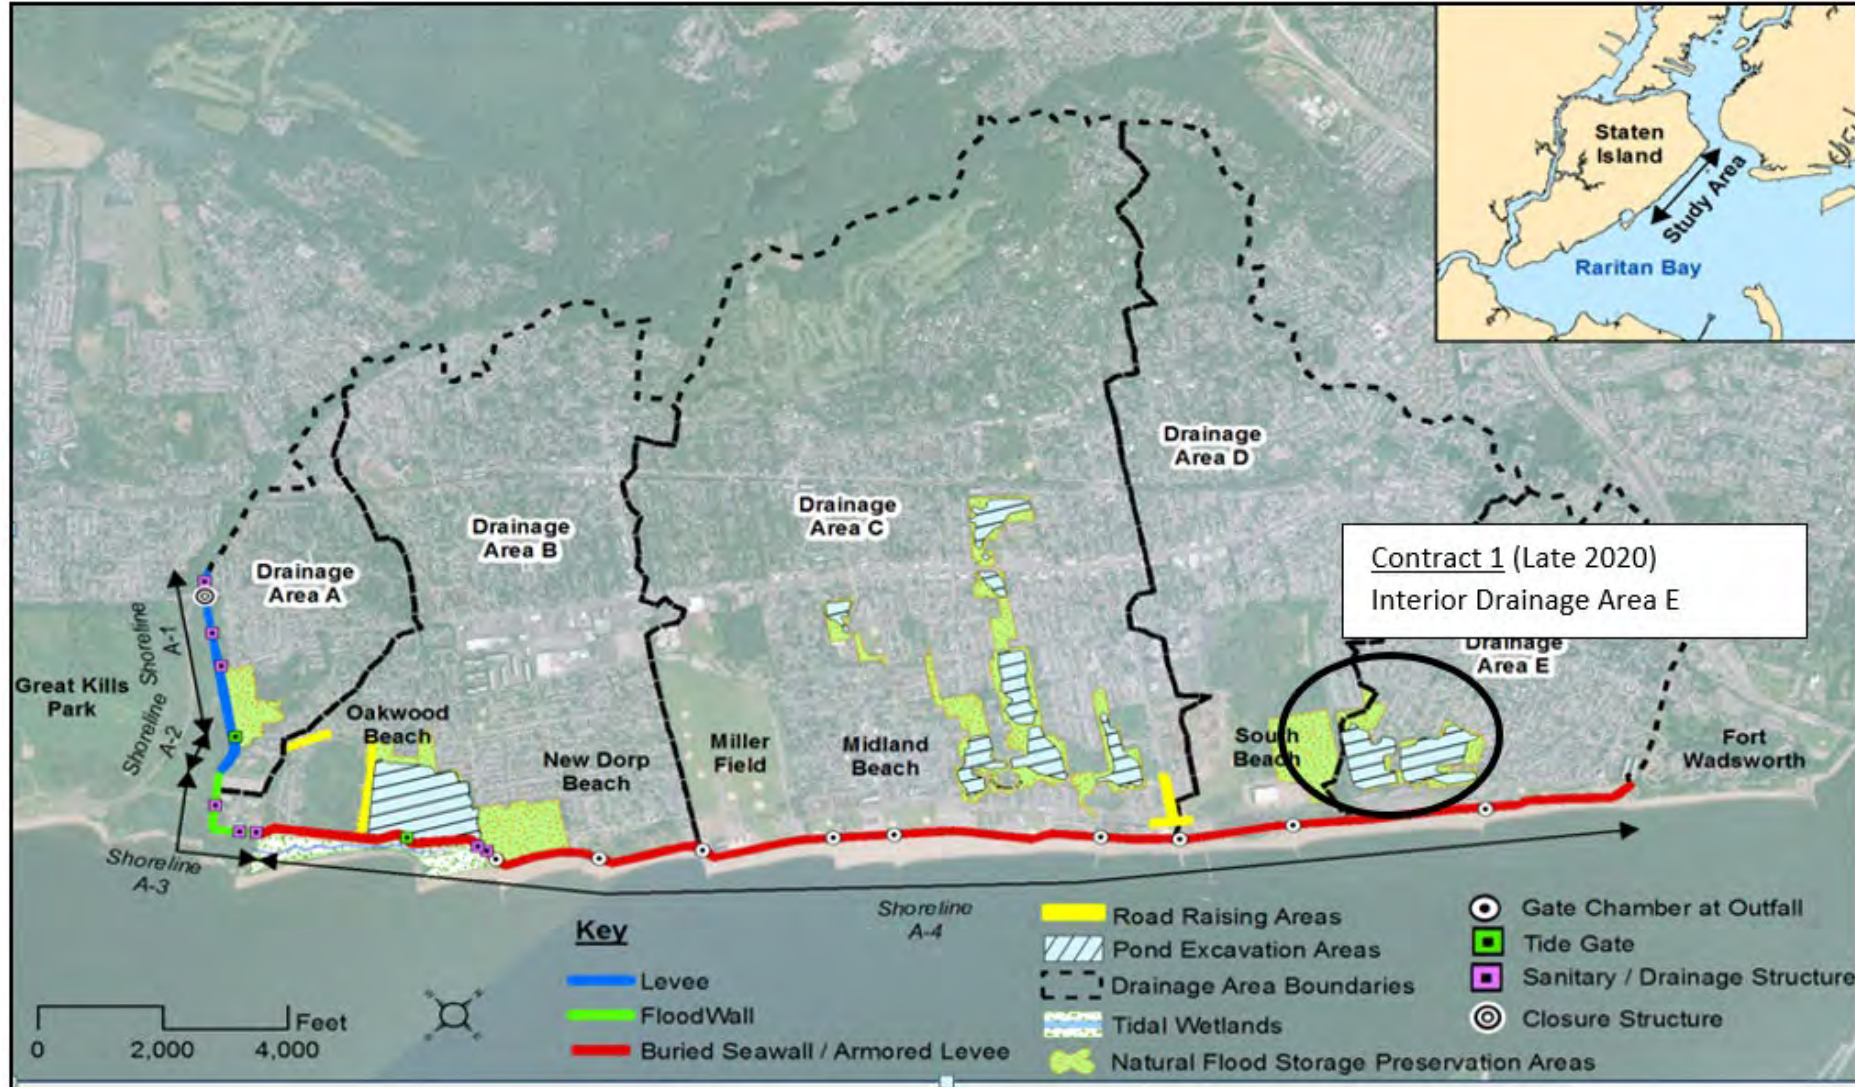 Staten
Island
Study Area
Raritan Bay
Drainage
Area D
Drainage
Area C
Drainage
Area B
Drainage
Area A
Contract 1 (Late 2020)
Interior Drainage Area E
Drainage
Area E
Shoreline
A-1
Great Kills
Park
Shoreline
A-2
Oakwood
Beach
New Dorp
Beach
Miller
Field
Midland
Beach
South
Beach
Fort
Wadsworth
Shoreline
A-3
Shoreline
A-4
Key
Levee
FloodWall
Buried Seawall / Armored Levee
Road Raising Areas
Pond Excavation Areas
Drainage Area Boundaries
Tidal Wetlands
Natural Flood Storage Preservation Areas
Gate Chamber at Outfall
Tide Gate
Sanitary / Drainage Structure
Closure Structure
Feet
0 2,000 4,000